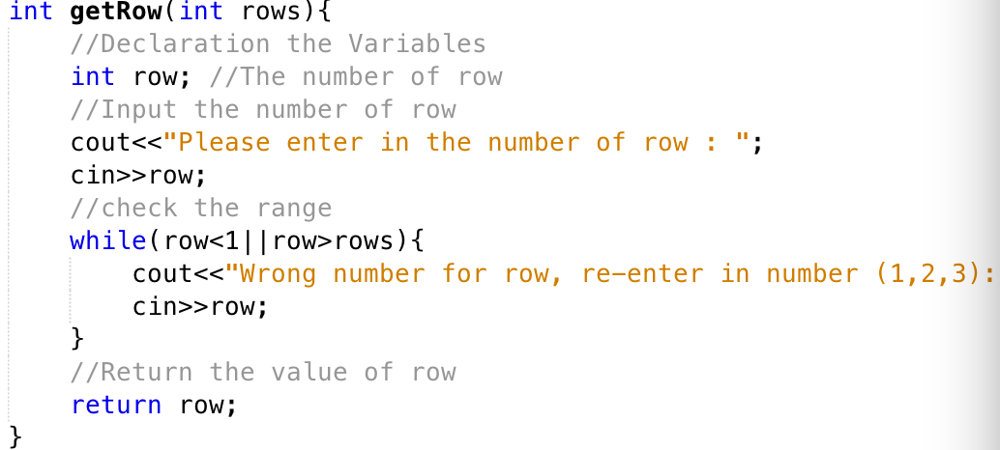 int getRow(int rows){
    //Declaration the Variables
    int row; //The number of row
    //Input the number of row
    cout<<"Please enter in the number of row : ";
    cin>>row;
    //check the range
    while(row<1||row>rows){
        cout<<"Wrong number for row, re-enter in number (1,2,3):
        cin>>row;
    }
    //Return the value of row
    return row;
}